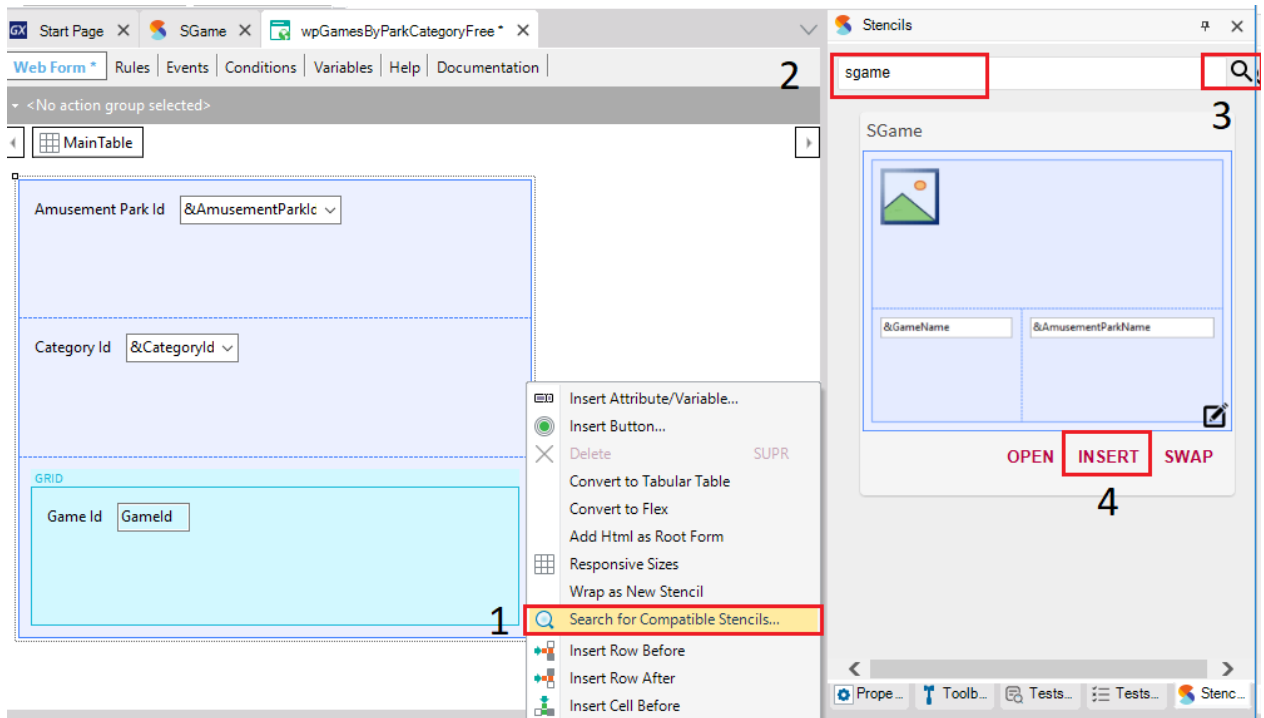 GX Start Page
SGame
wpGamesByParkCategoryFree *
Web Form * Rules Events Conditions Variables Help Documentation
<No action group selected>
MainTable
Amusement Park Id &AmusementParkIc
Category Id &CategoryId
GRID
Game Id GameId
Insert Attribute/Variable...
Insert Button...
Delete SUPR
Convert to Tabular Table
Convert to Flex
Add Html as Root Form
Responsive Sizes
Wrap as New Stencil
1
Search for Compatible Stencils...
Insert Row Before
Insert Row After
Insert Cell Before
Stencils
2
sgame
3
SGame
&GameName &AmusementParkName
OPEN INSERT SWAP
4
Prope... Toolb... Tests... Tests... Stenc...